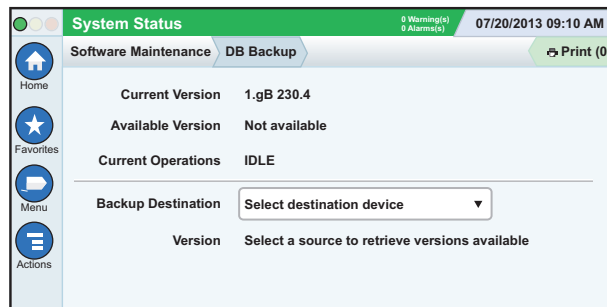 System Status
0 Warning(s)
0 Alarms(s)
07/20/2013 09:10 AM
Software Maintenance
DB Backup
Print (0
Home
Favorites
Menu
Actions
Current Version 1.gB 230.4
Available Version Not available
Current Operations IDLE
Backup Destination Select destination device
Version Select a source to retrieve versions available